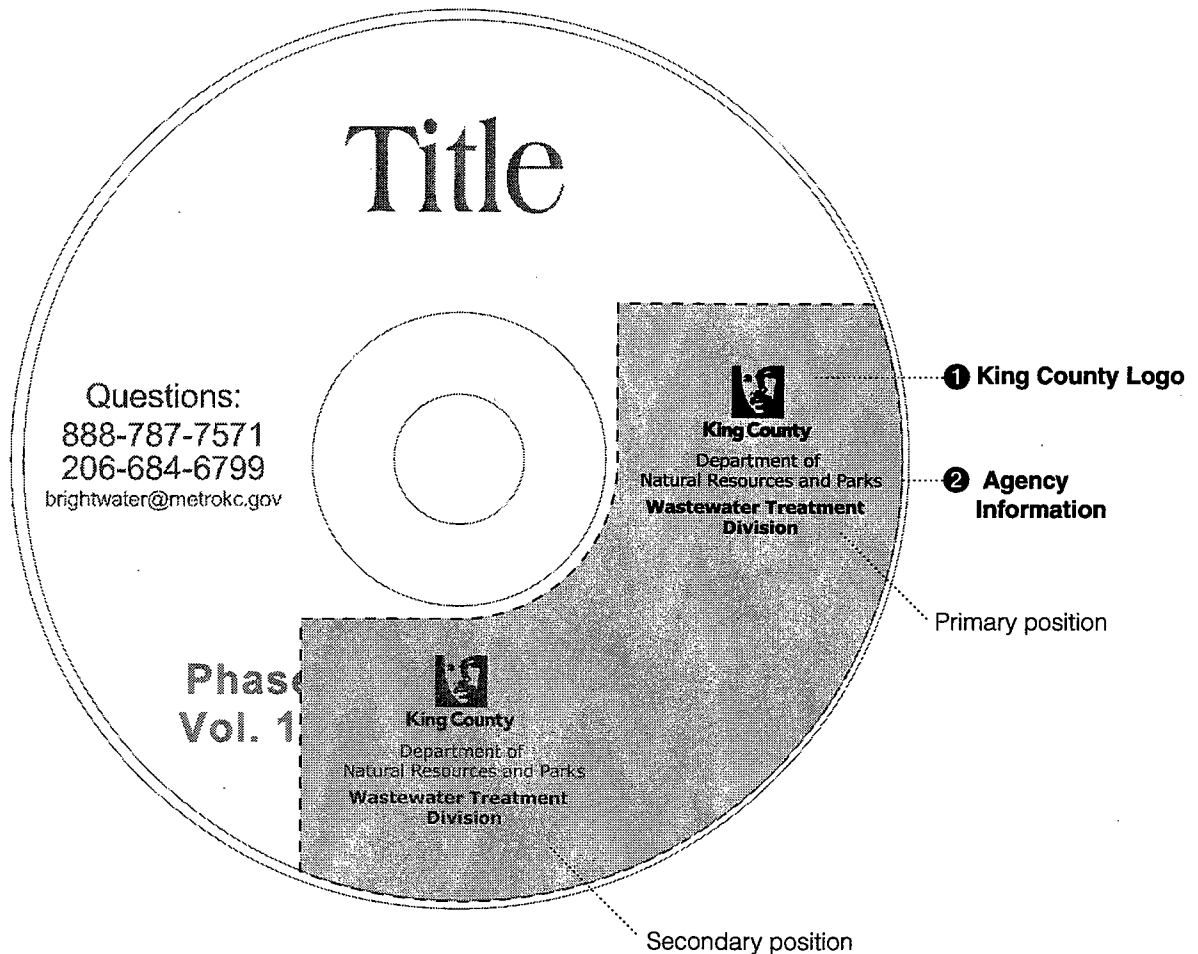 Title
Questions:
888-787-7571
206-684-6799
brightwater@metrokc.gov
King County
Department of
Natural Resources and Parks
Wastewater Treatment
Division
1 King County Logo
2 Agency
Information
Primary position
Phase
Vol. 1
King County
Department of
Natural Resources and Parks
Wastewater Treatment
Division
Secondary position